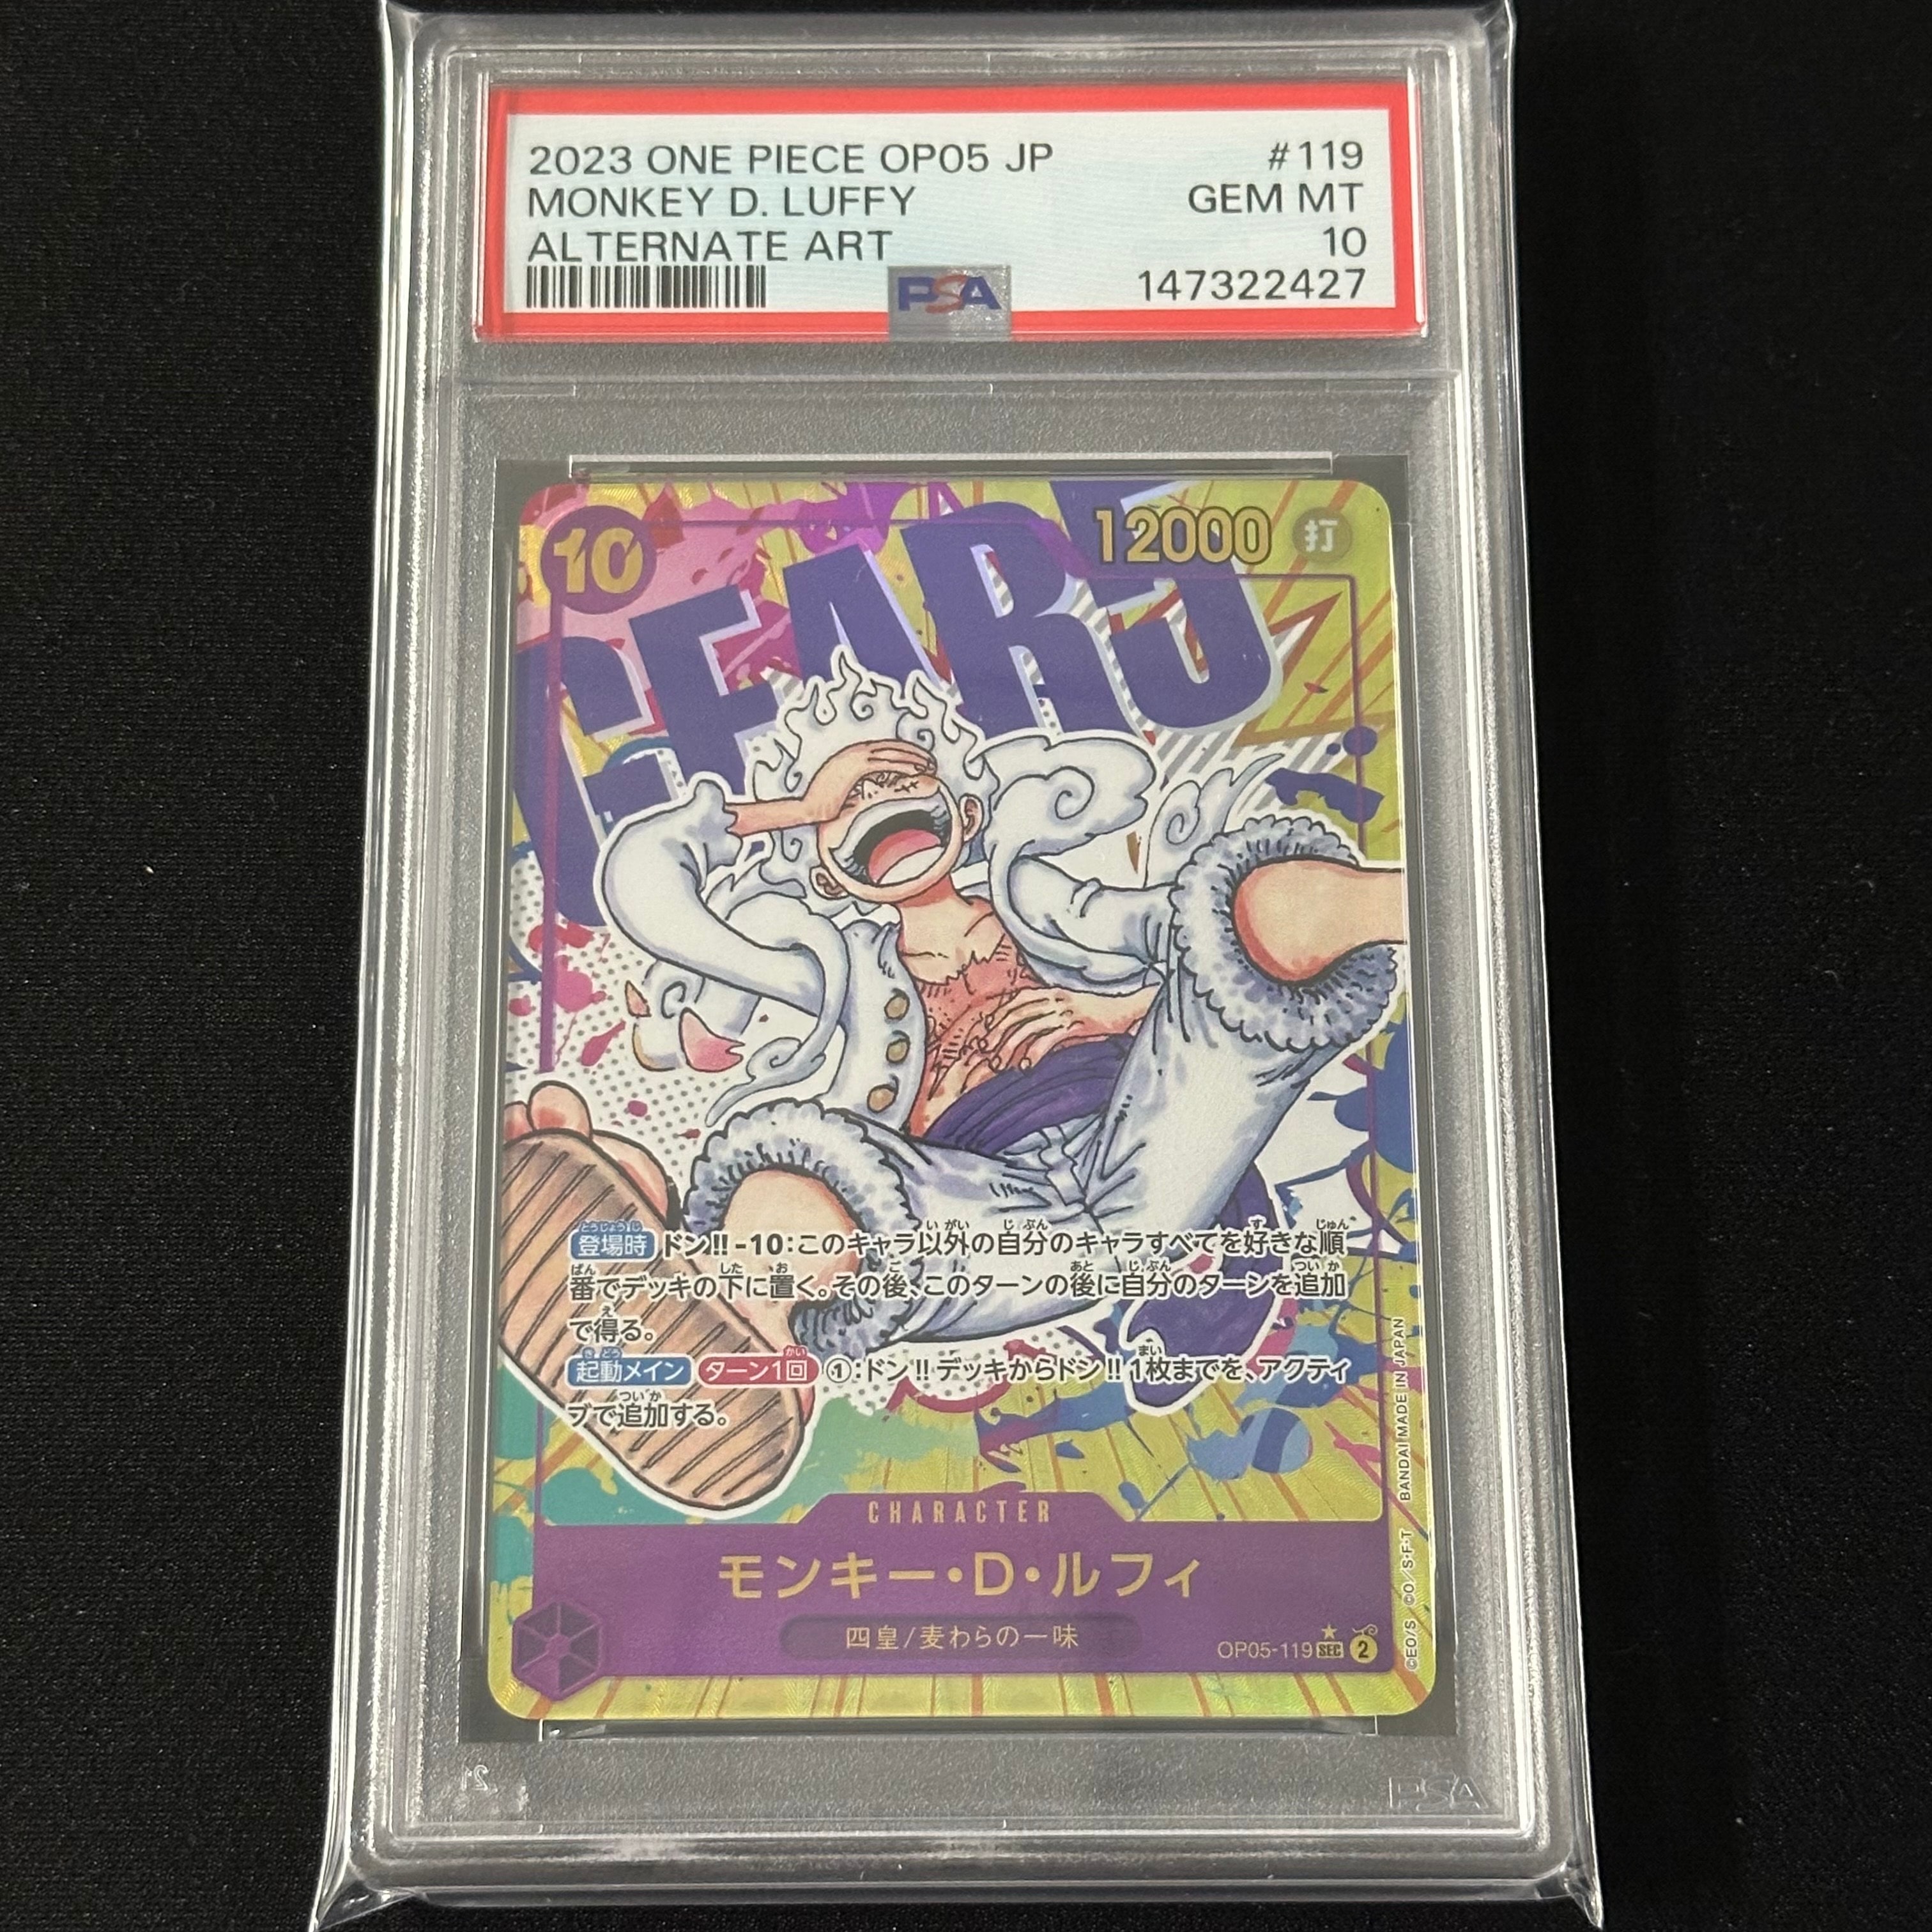 2023 ONE PIECE OP05 JP #119
MONKEY D. LUFFY GEM MT
ALTERNATE ART 10
PSA 147322427
10 12000 打
GEAR5
登場時 ドン!!-10:このキャラ以外の自分のキャラすべてを好きな順
番でデッキの下に置く。その後、このターンの後に自分のターンを追加
で得る。
起動メイン ターン1回 ①:ドン!!デッキからドン!!1枚までを、アクティ
ブで追加する。
CHARACTER
モンキー・D・ルフィ
四皇/麦わらの一味
OP05-119 SEC 2
©EO/S ©O/S・F・T BANDAI MADE IN JAPAN
21
PSA